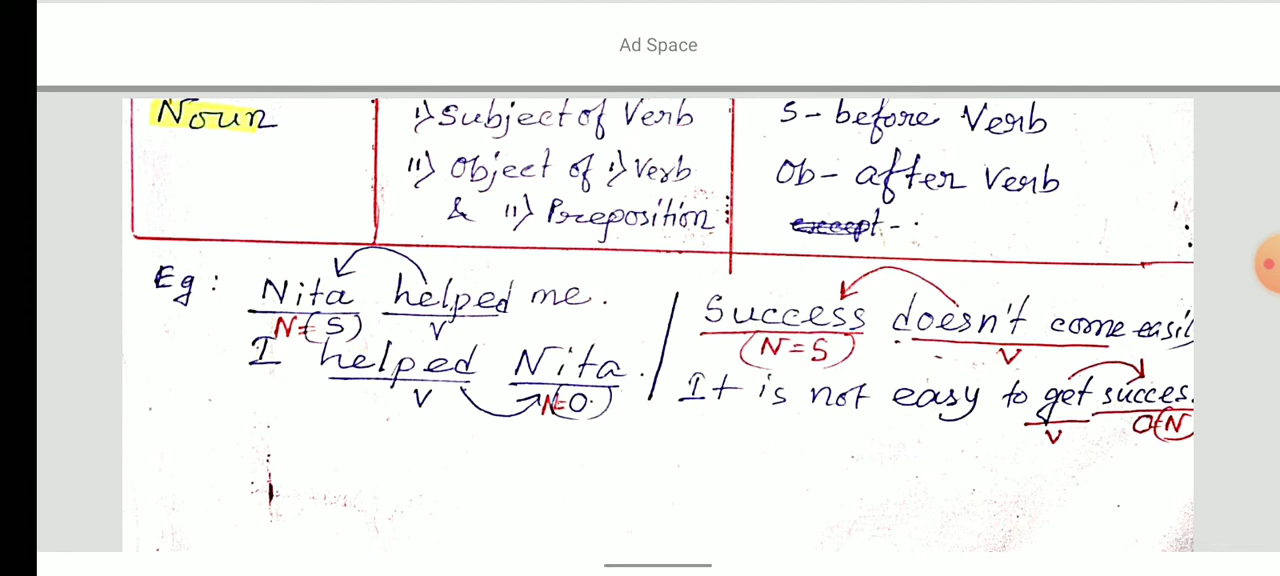 Ad Space
Noun
i) Subject of Verb
S - before Verb
ii) Object of i) Verb
Ob - after Verb
& ii) Preposition
except - ..
Eg : Nita helped me.
N=(S) V
I helped Nita.
V N=O.
Success doesn't come easil
(N=S) V
It is not easy to get succes.
V O(N